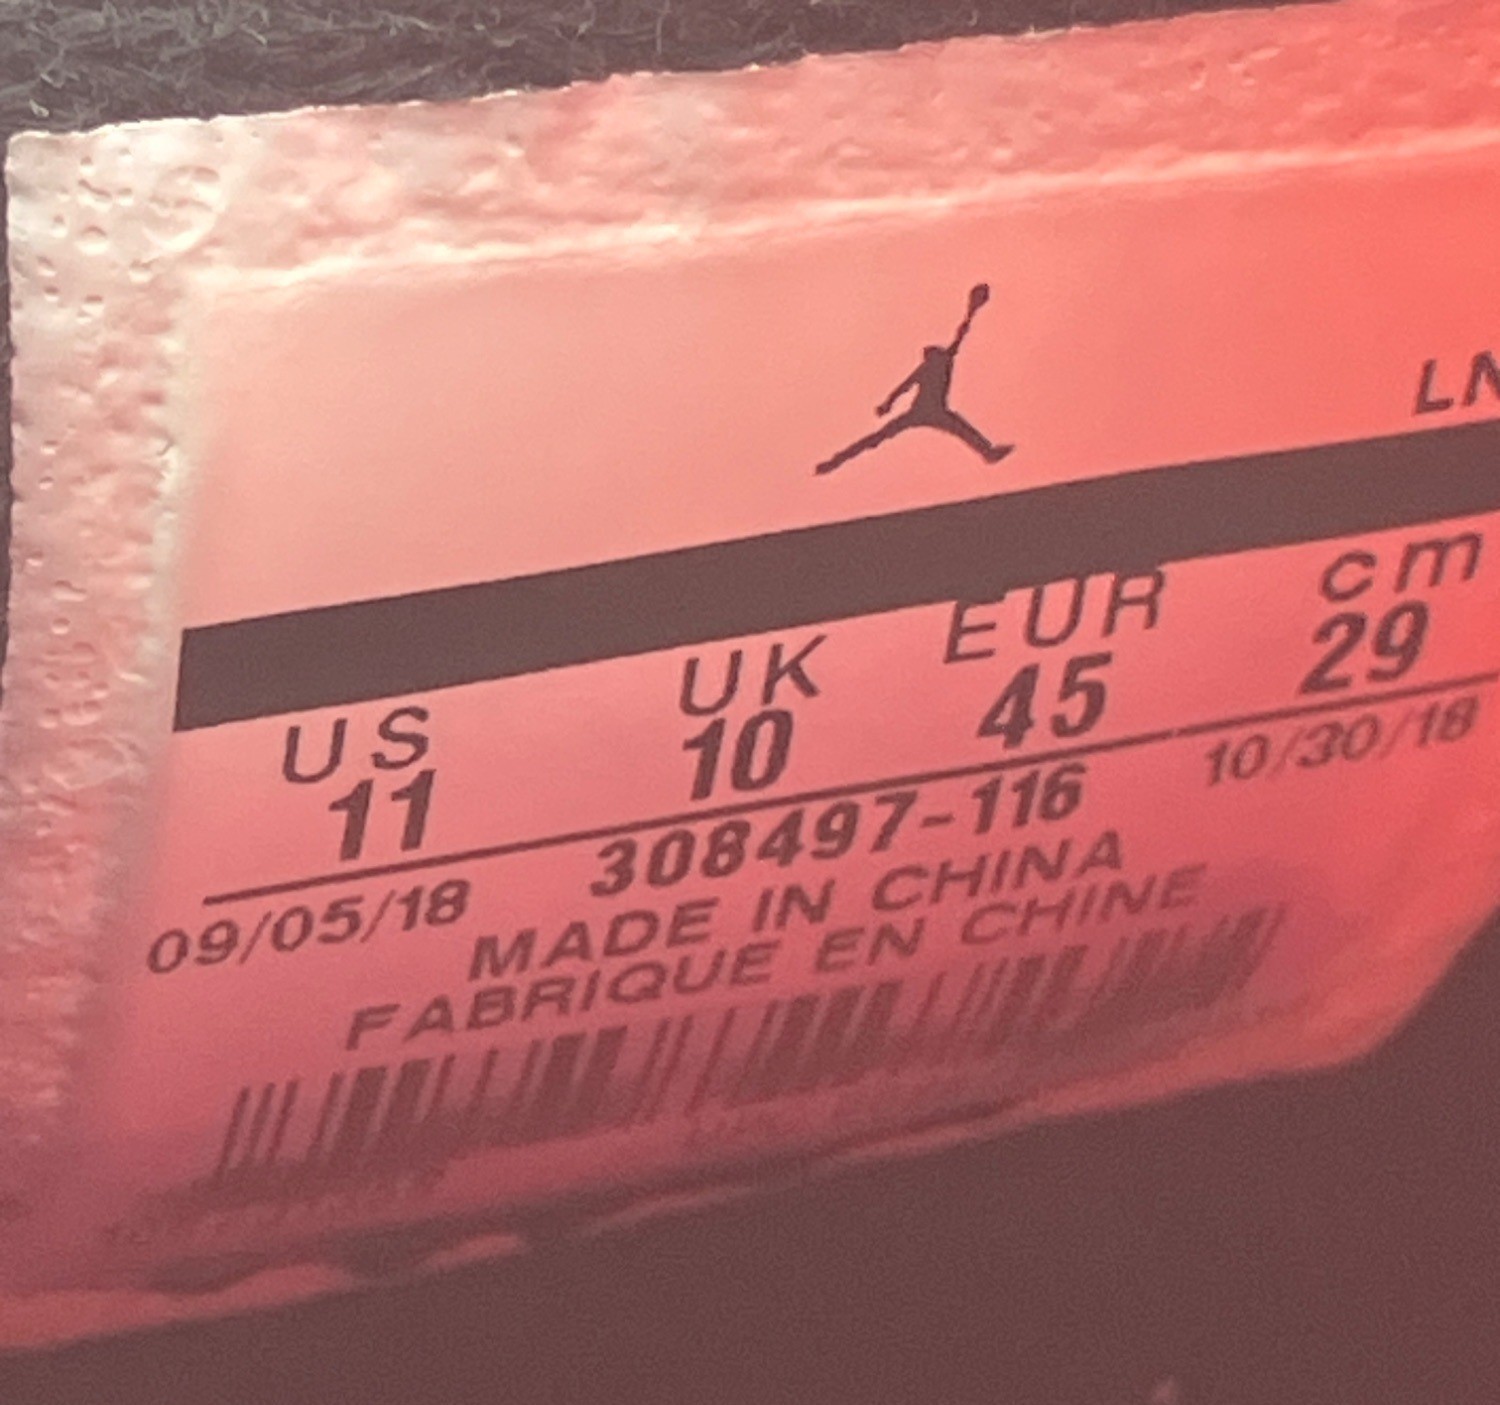 LN
US UK EUR cm
11 10 45 29
09/05/18 308497-116 10/30/18
MADE IN CHINA
FABRIQUE EN CHINE